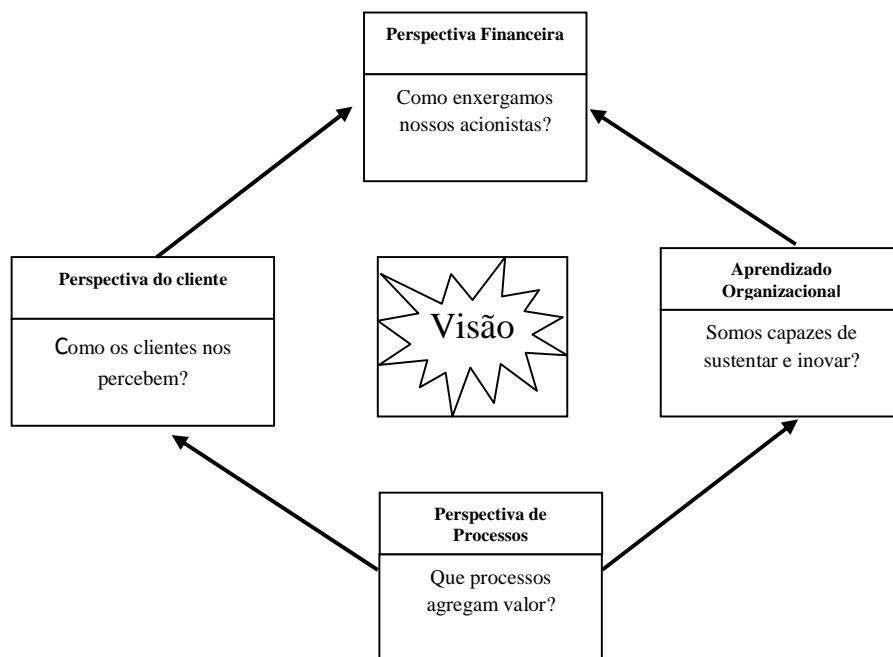 Perspectiva Financeira
Como enxergamos
nossos acionistas?
Perspectiva do cliente
Como os clientes nos
percebem?
Visão
Aprendizado
Organizacional
Somos capazes de
sustentar e inovar?
Perspectiva de
Processos
Que processos
agregam valor?